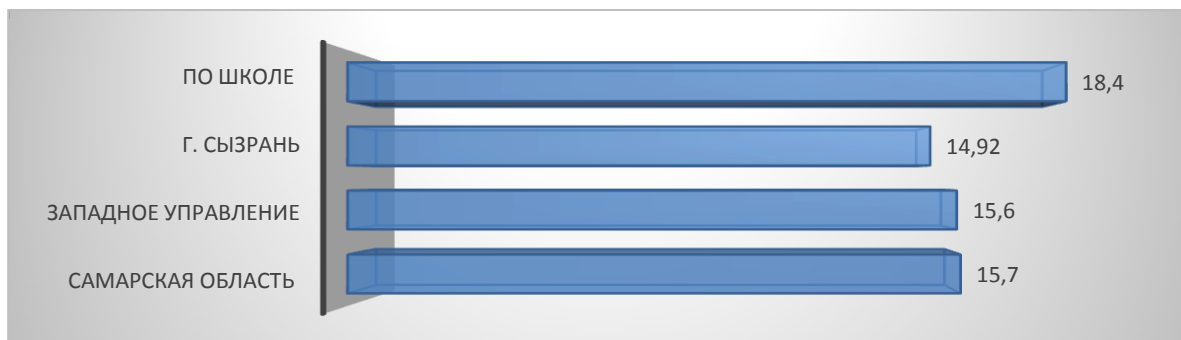 ПО ШКОЛЕ 18,4
Г. СЫЗРАНЬ 14,92
ЗАПАДНОЕ УПРАВЛЕНИЕ 15,6
САМАРСКАЯ ОБЛАСТЬ 15,7